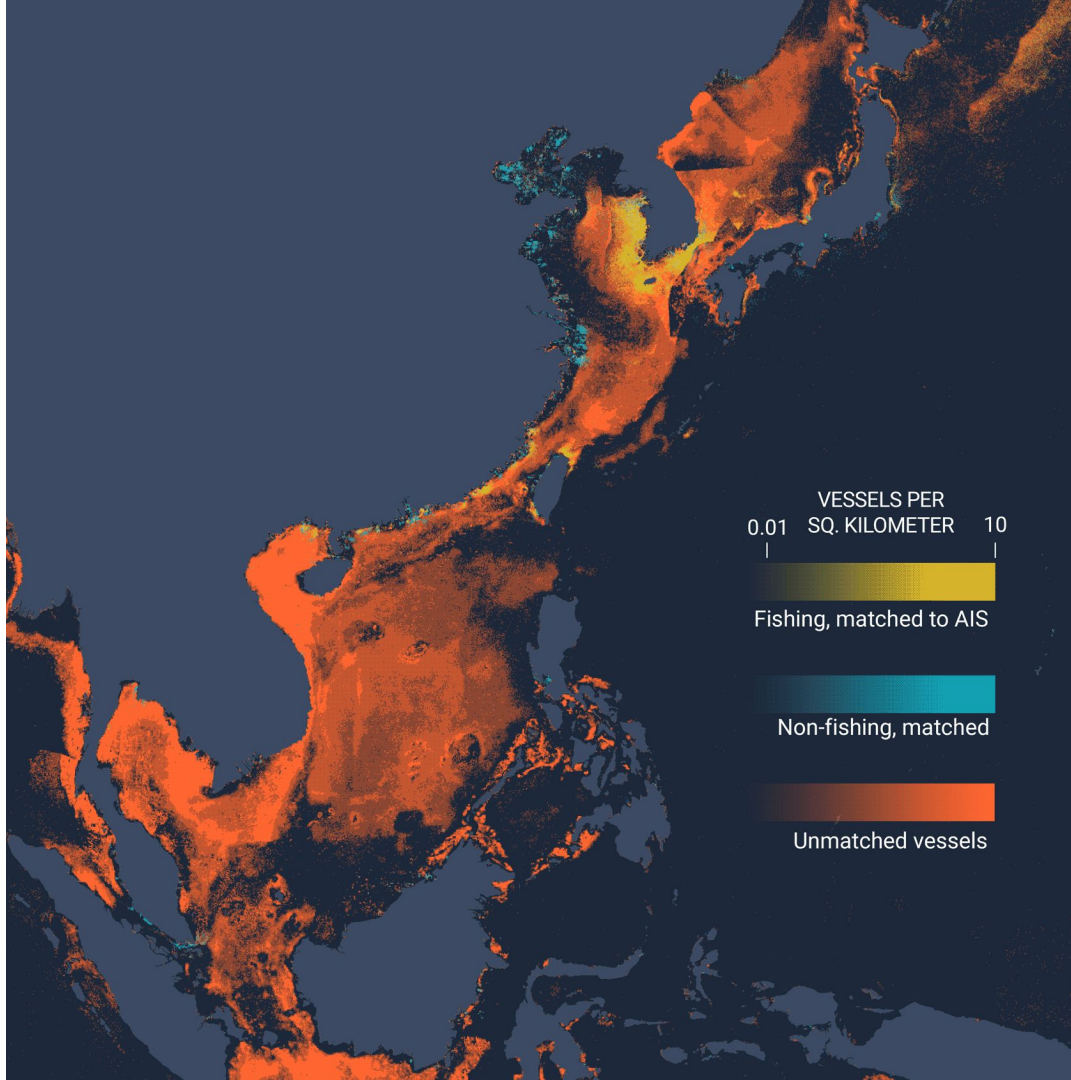 VESSELS PER
0.01 SQ. KILOMETER 10
Fishing, matched to AIS
Non-fishing, matched
Unmatched vessels